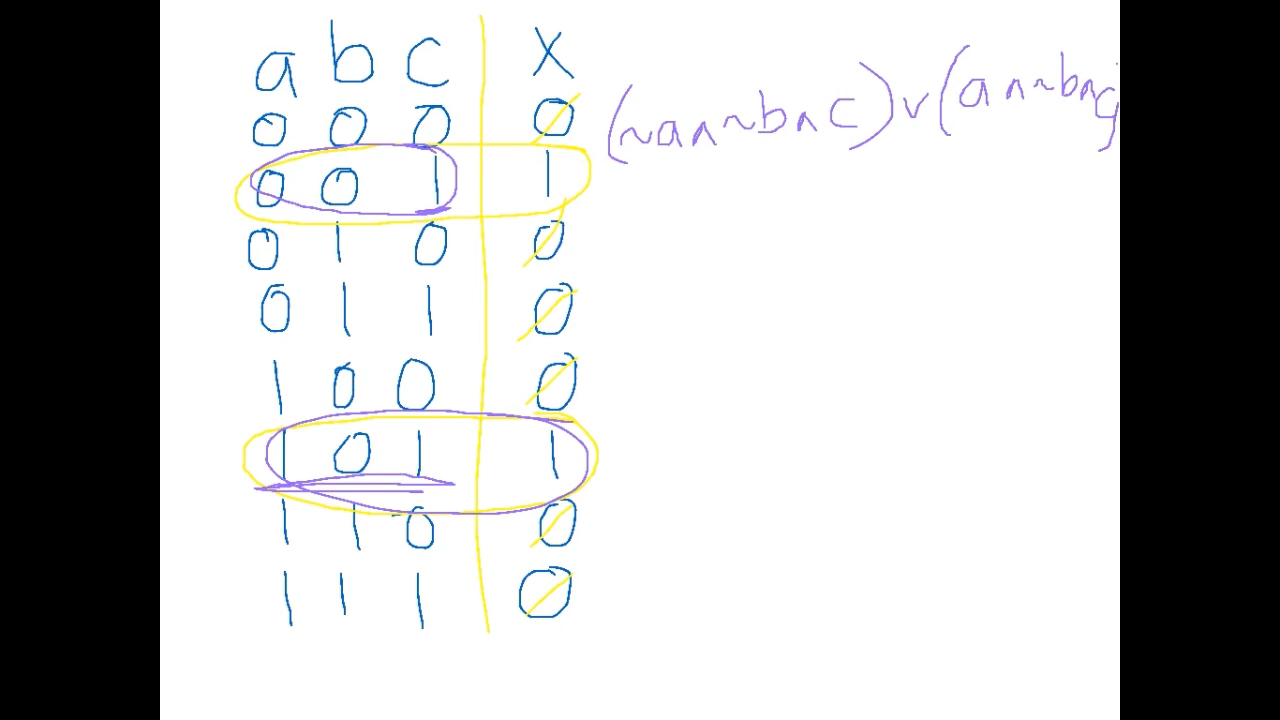 a b c x
0 0 0 0 (~a∧~b∧c)∨(a∧~b∧c)
0 0 1 1
0 1 0 0
0 1 1 0
1 0 0 0
1 0 1 1
1 1 0 0
1 1 1 0